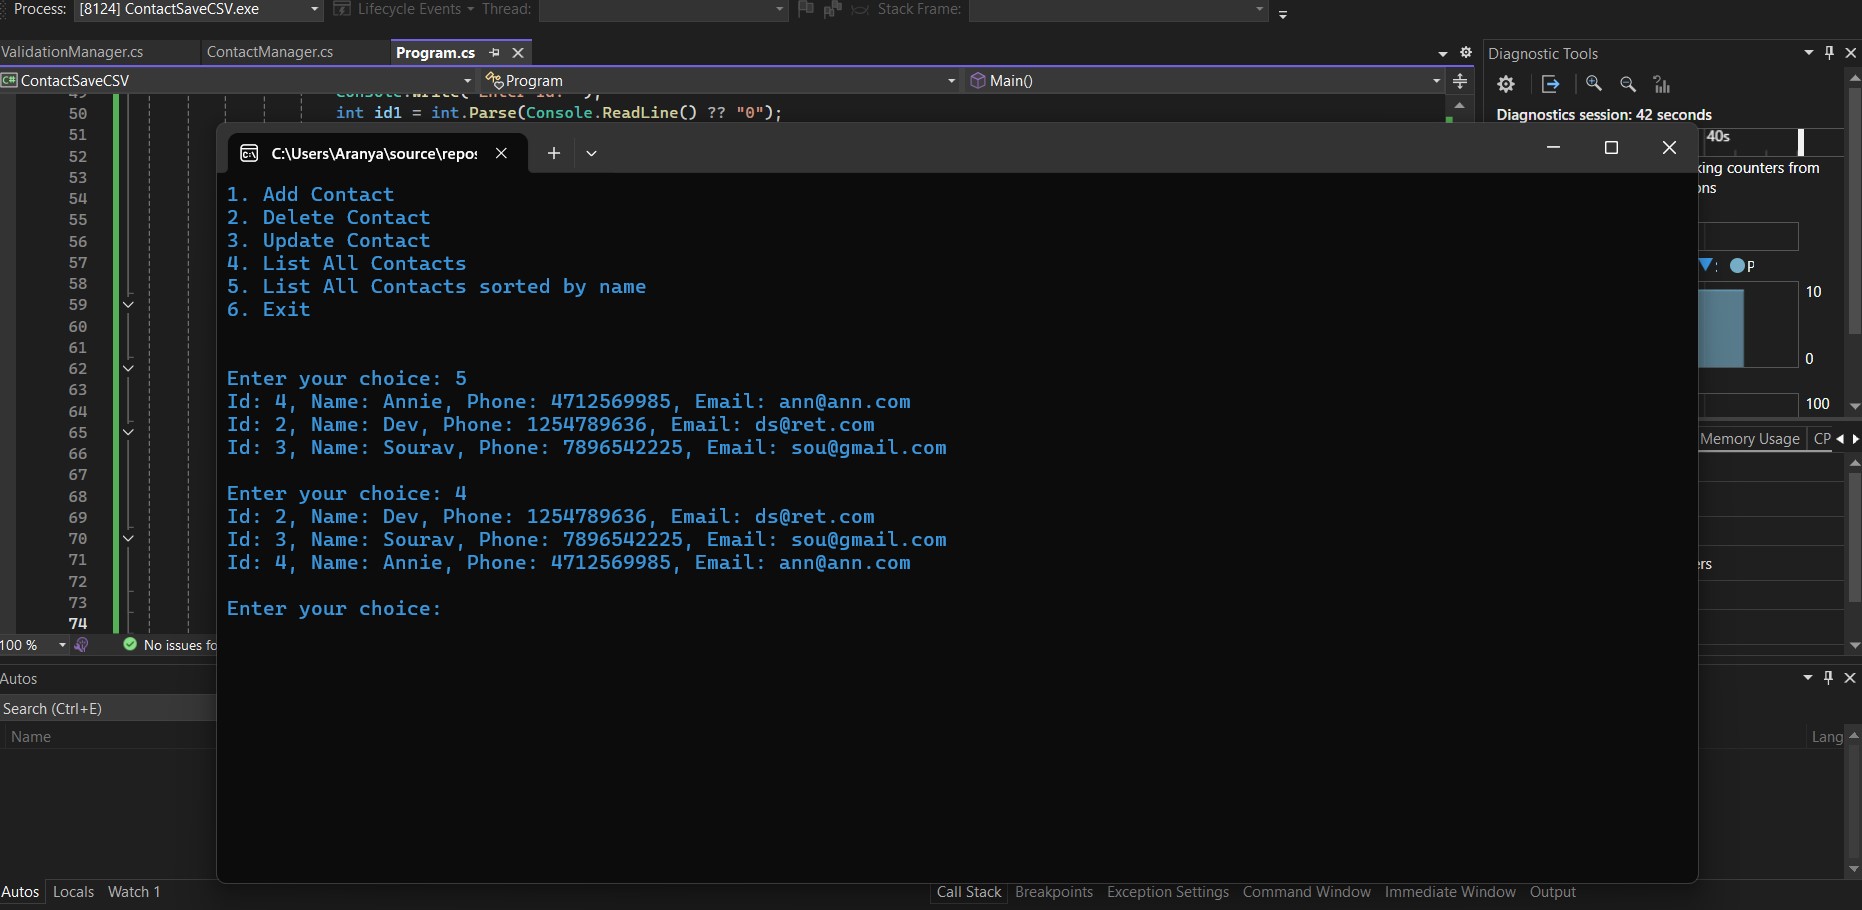 Process: [8124] ContactSaveCSV.exe Lifecycle Events Thread: Stack Frame:
ValidationManager.cs ContactManager.cs Program.cs
ContactSaveCSV Program Main()
Diagnostic Tools
Diagnostics session: 42 seconds
40s
counters from
10
0
100
Memory Usage
50 int id1 = int.Parse(Console.ReadLine() ?? "0");
51
52
53
54
55
56
57
58
59
60
61
62
63
64
65
66
67
68
69
70
71
72
73
74
C:\Users\Aranya\source\repos
1. Add Contact
2. Delete Contact
3. Update Contact
4. List All Contacts
5. List All Contacts sorted by name
6. Exit
Enter your choice: 5
Id: 4, Name: Annie, Phone: 4712569985, Email: ann@ann.com
Id: 2, Name: Dev, Phone: 1254789636, Email: ds@ret.com
Id: 3, Name: Sourav, Phone: 7896542225, Email: sou@gmail.com
Enter your choice: 4
Id: 2, Name: Dev, Phone: 1254789636, Email: ds@ret.com
Id: 3, Name: Sourav, Phone: 7896542225, Email: sou@gmail.com
Id: 4, Name: Annie, Phone: 4712569985, Email: ann@ann.com
Enter your choice:
100 % No issues fo
Autos
Search (Ctrl+E)
Name Lang
Autos Locals Watch 1
Call Stack Breakpoints Exception Settings Command Window Immediate Window Output